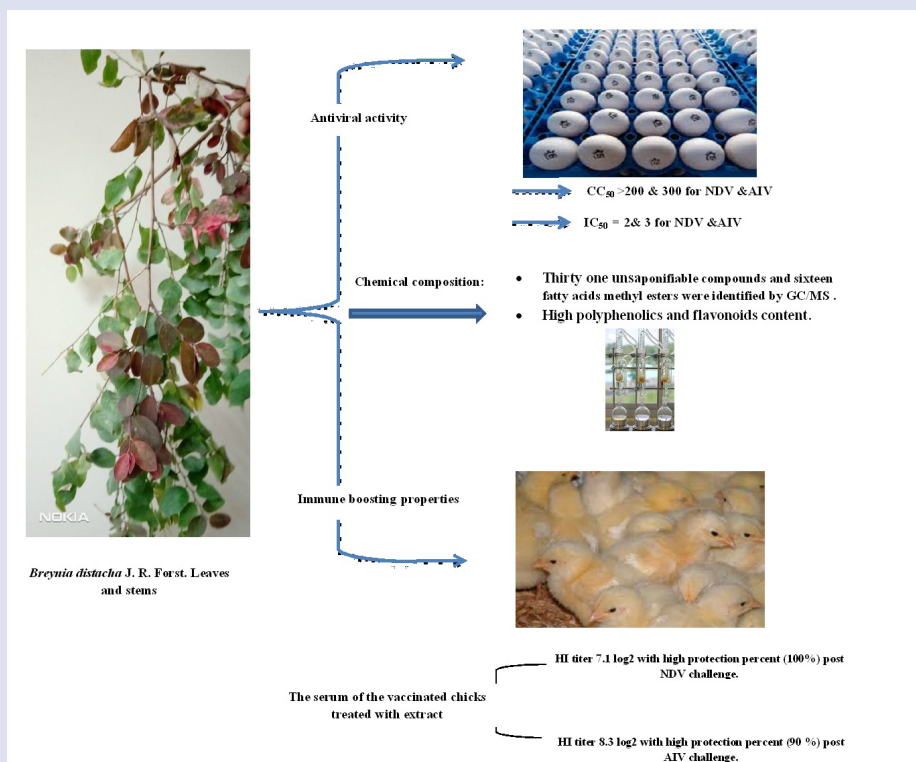 Antiviral activity
CC50 >200 & 300 for NDV &AIV
IC50 = 2& 3 for NDV &AIV
Chemical composition:
• Thirty one unsaponifiable compounds and sixteen
fatty acids methyl esters were identified by GC/MS .
• High polyphenolics and flavonoids content.
Immune boosting properties
NOKIA
Breynia distacha J. R. Forst. Leaves
and stems
The serum of the vaccinated chicks
treated with extract
HI titer 7.1 log2 with high protection percent (100%) post
NDV challenge.
HI titer 8.3 log2 with high protection percent (90 %) post
AIV challenge.